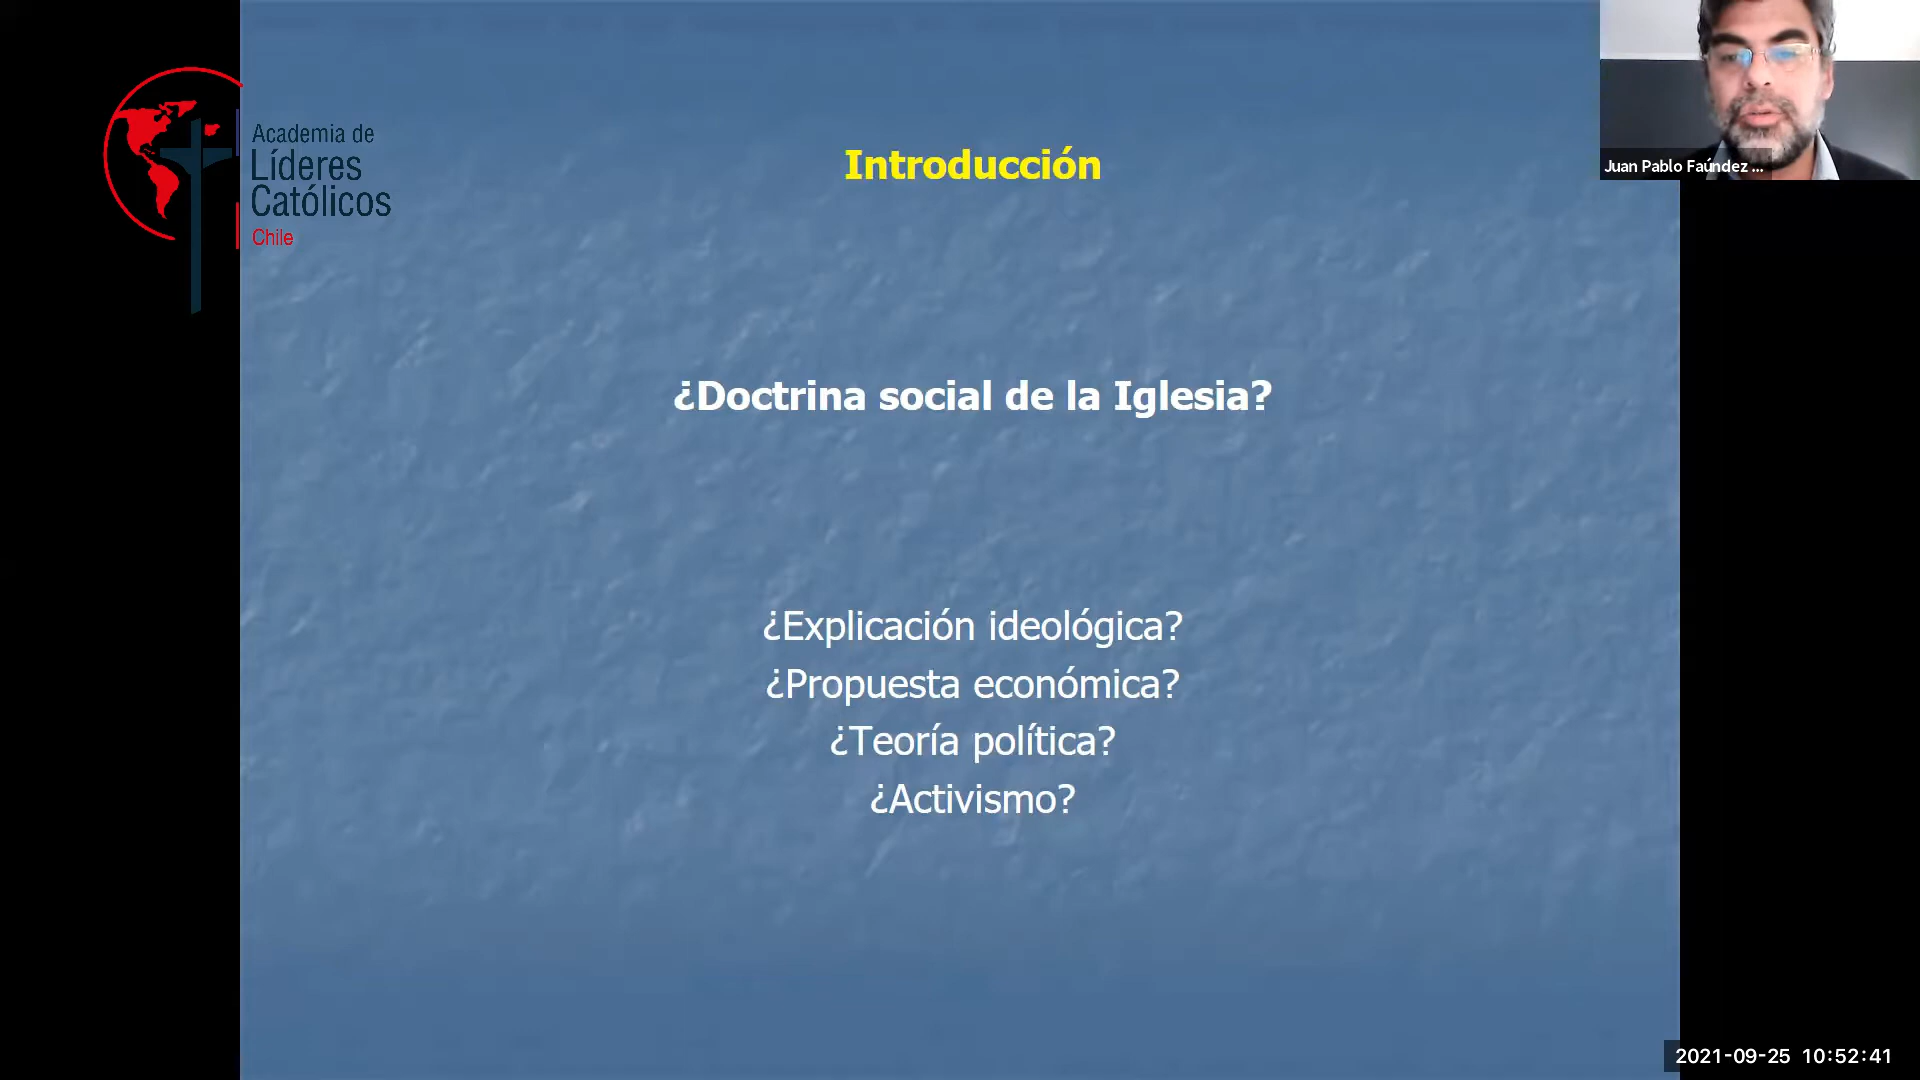 Academia de
Líderes
Católicos
Chile
Introducción
Juan Pablo Faúndez ...
¿Doctrina social de la Iglesia?
¿Explicación ideológica?
¿Propuesta económica?
¿Teoría política?
¿Activismo?
2021-09-25 10:52:41